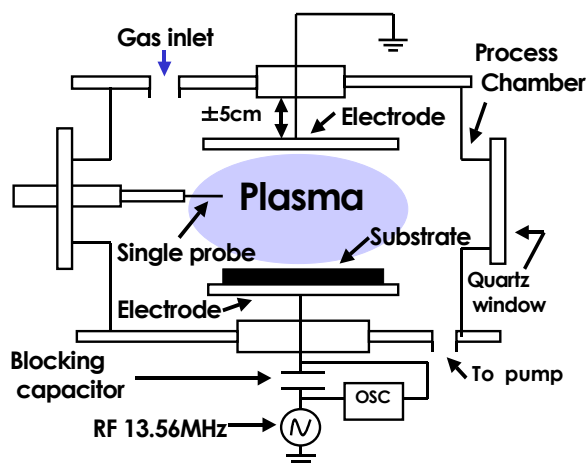 Gas inlet
Process
Chamber
±5cm
Electrode
Plasma
Single probe
Substrate
Electrode
Quartz
window
Blocking
capacitor
To pump
OSC
RF 13.56MHz